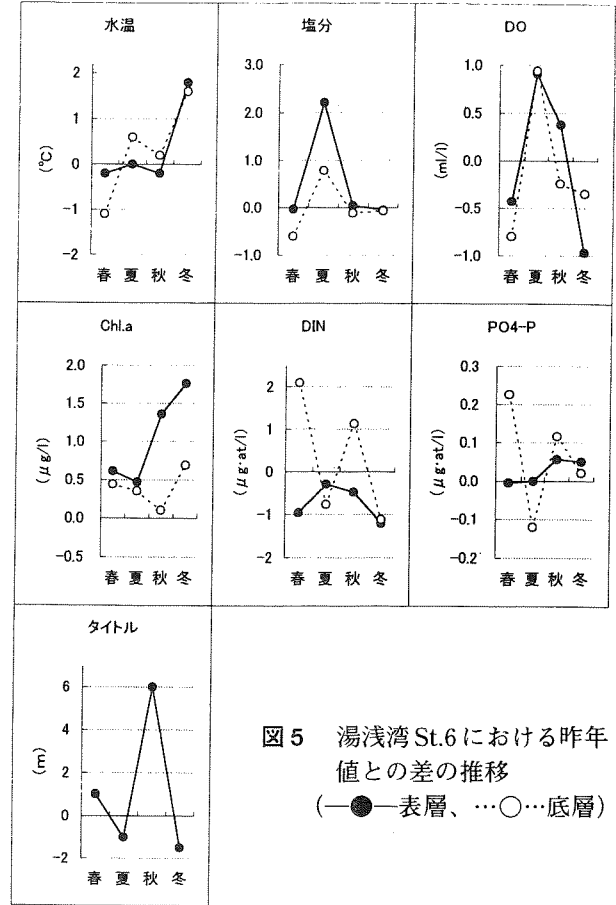 水温
2
1
0
−1
−2
(℃)
春 夏 秋 冬
塩分
3.0
2.0
1.0
0.0
−1.0
春 夏 秋 冬
DO
1.0
0.5
0.0
−0.5
−1.0
(ml/l)
春 夏 秋 冬
Chl.a
2.0
1.5
1.0
0.5
0.0
−0.5
(μg/l)
春 夏 秋 冬
DIN
2
1
0
−1
−2
(μg·at/l)
春 夏 秋 冬
PO4-P
0.3
0.2
0.1
0.0
−0.1
−0.2
(μg·at/l)
春 夏 秋 冬
タイトル
6
4
2
0
−2
(m)
春 夏 秋 冬
図5 湯浅湾St.6における昨年
値との差の推移
(―●―表層、…○…底層)